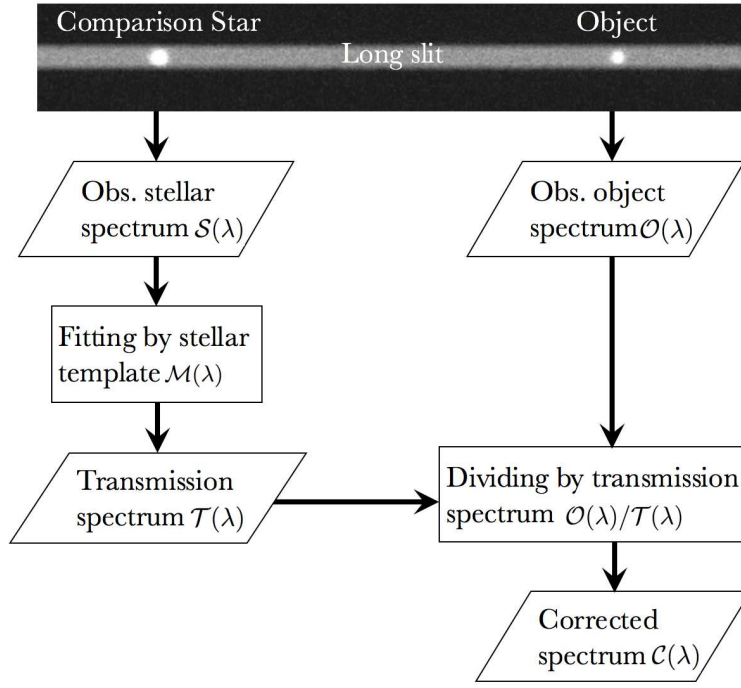 Comparison Star
Object
Long slit
Obs. stellar
spectrum 𝒮(λ)
Obs. object
spectrum𝒪(λ)
Fitting by stellar
template ℳ(λ)
Transmission
spectrum 𝒯(λ)
Dividing by transmission
spectrum 𝒪(λ)/𝒯(λ)
Corrected
spectrum 𝒞(λ)